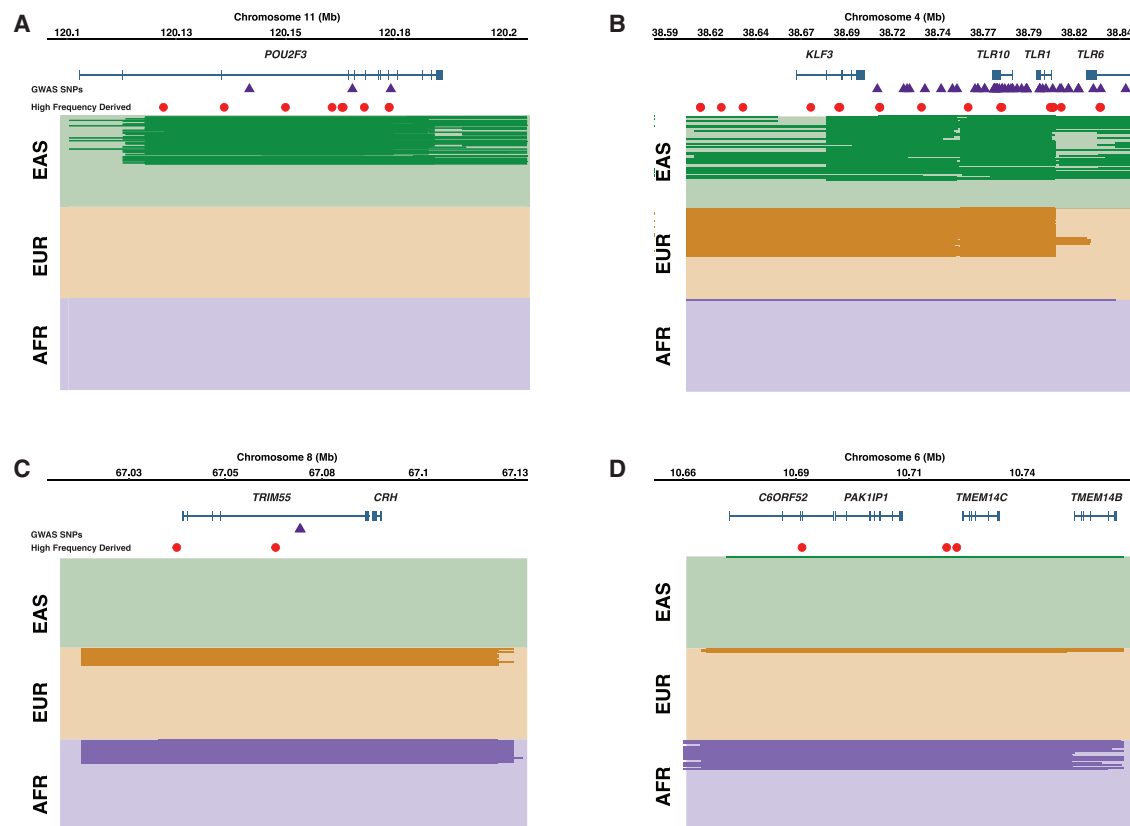 A
Chromosome 11 (Mb)
120.1 120.13 120.15 120.18 120.2
POU2F3
GWAS SNPs
High Frequency Derived
EAS
EUR
AFR
B
Chromosome 4 (Mb)
38.59 38.62 38.64 38.67 38.69 38.72 38.74 38.77 38.79 38.82 38.84
KLF3 TLR10 TLR1 TLR6
EAS
EUR
AFR
C
Chromosome 8 (Mb)
67.03 67.05 67.08 67.1 67.13
TRIM55 CRH
GWAS SNPs
High Frequency Derived
EAS
EUR
AFR
D
Chromosome 6 (Mb)
10.66 10.69 10.71 10.74
C6ORF52 PAK1IP1 TMEM14C TMEM14B
EAS
EUR
AFR